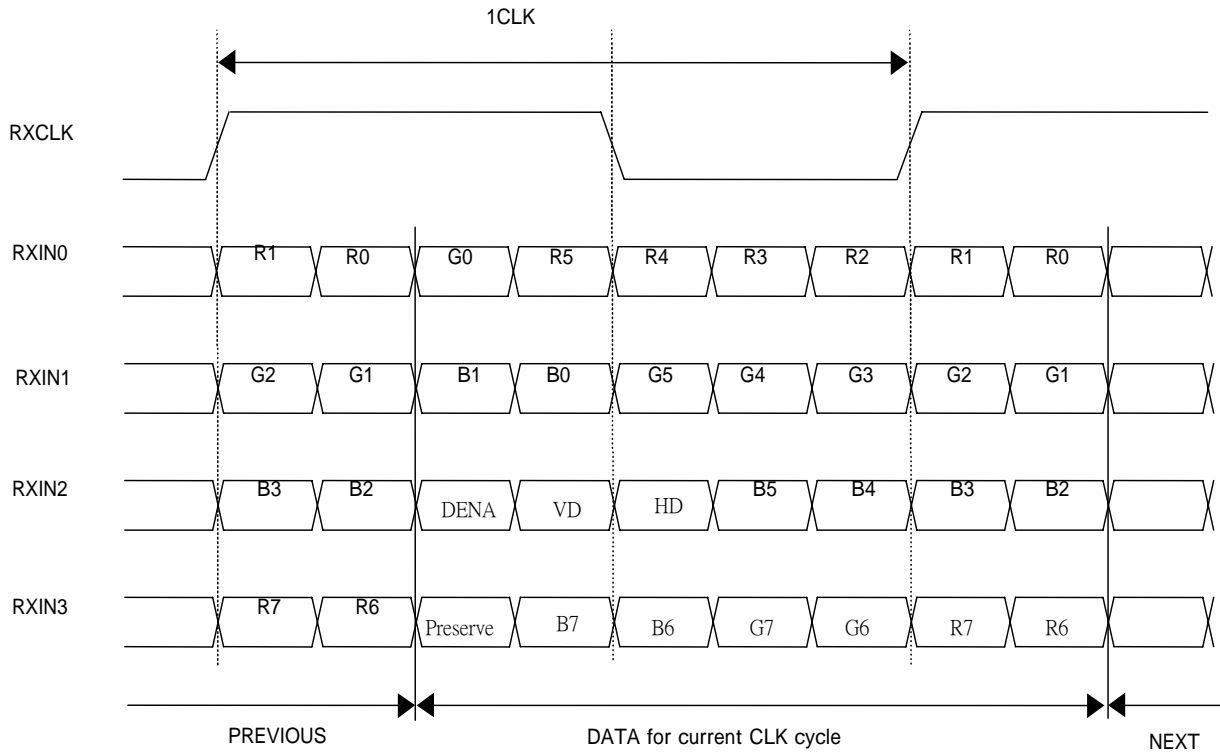 1CLK
RXCLK
RXIN0 R1 R0 G0 R5 R4 R3 R2 R1 R0
RXIN1 G2 G1 B1 B0 G5 G4 G3 G2 G1
RXIN2 B3 B2 DENA VD HD B5 B4 B3 B2
RXIN3 R7 R6 Preserve B7 B6 G7 G6 R7 R6
PREVIOUS DATA for current CLK cycle NEXT